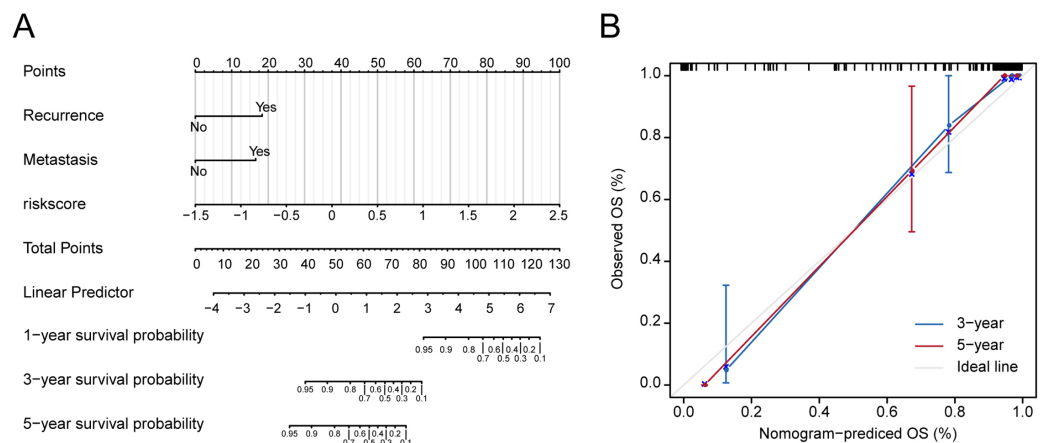 A
Points
0 10 20 30 40 50 60 70 80 90 100
Recurrence
Yes
No
Metastasis
Yes
No
riskscore
−1.5 −1 −0.5 0 0.5 1 1.5 2 2.5
Total Points
0 10 20 30 40 50 60 70 80 90 100 110 120 130
Linear Predictor
−4 −3 −2 −1 0 1 2 3 4 5 6 7
1−year survival probability
0.95 0.9 0.8 0.6 0.4 0.2
0.7 0.5 0.3 0.1
3−year survival probability
0.95 0.9 0.8 0.6 0.4 0.2
0.7 0.5 0.3 0.1
5−year survival probability
0.95 0.9 0.8 0.6 0.4 0.2
0.7 0.5 0.3 0.1
B
Observed OS (%)
1.0
0.8
0.6
0.4
0.2
0.0
3−year
5−year
Ideal line
0.0 0.2 0.4 0.6 0.8 1.0
Nomogram−prediced OS (%)